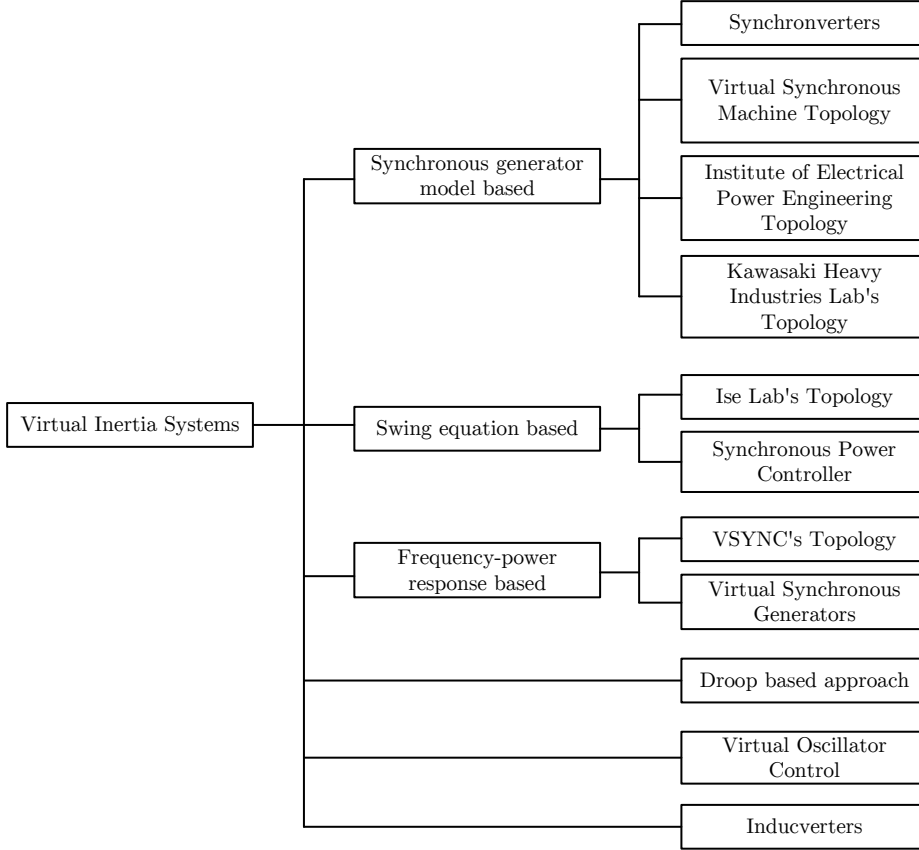 Virtual Inertia Systems
Synchronous generator
model based
Synchronverters
Virtual Synchronous
Machine Topology
Institute of Electrical
Power Engineering
Topology
Kawasaki Heavy
Industries Lab's
Topology
Swing equation based
Ise Lab's Topology
Synchronous Power
Controller
Frequency-power
response based
VSYNC's Topology
Virtual Synchronous
Generators
Droop based approach
Virtual Oscillator
Control
Inducverters